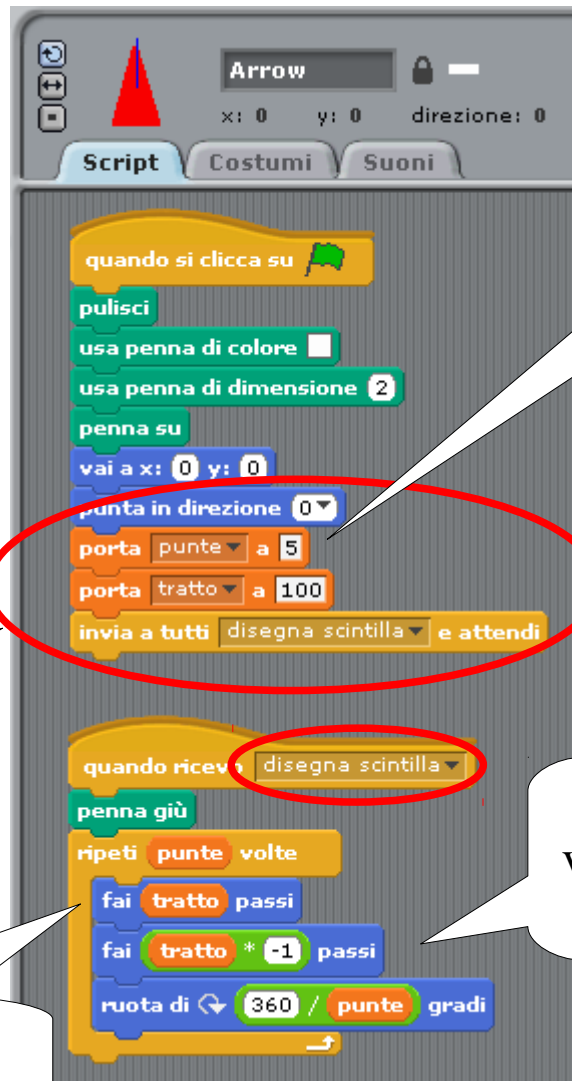 Arrow
x: 0 y: 0 direzione: 0
Script Costumi Suoni
quando si clicca su
pulisci
usa penna di colore
usa penna di dimensione 2
penna su
vai a x: 0 y: 0
punta in direzione 0
porta punte a 5
porta tratto a 100
invia a tutti disegna scintilla e attendi
quando ricevo disegna scintilla
penna giù
ripeti punte volte
fai tratto passi
fai tratto * -1 passi
ruota di 360 / punte gradi